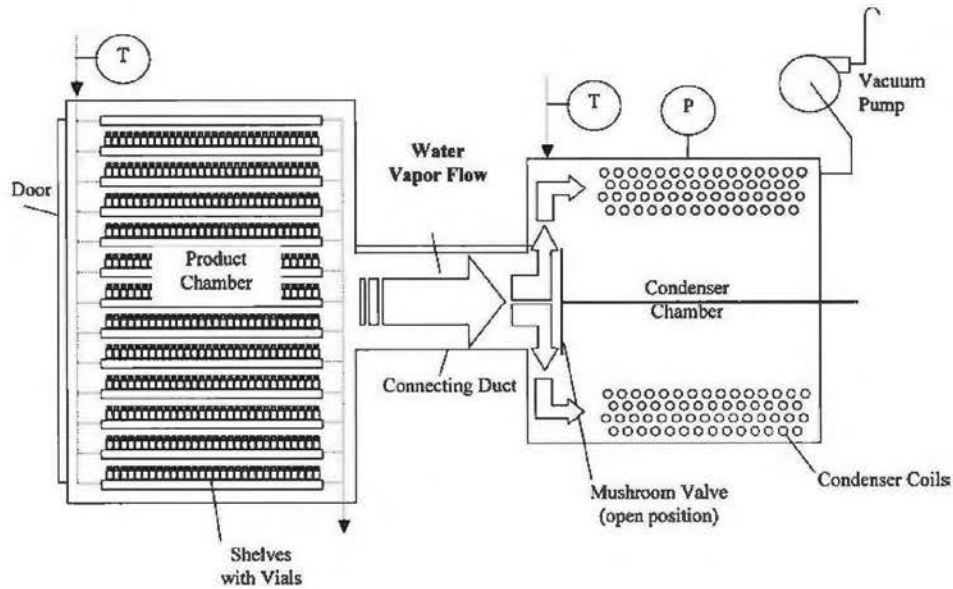 T
T
P
Vacuum
Pump
Water
Vapor Flow
Door
Product
Chamber
Condenser
Chamber
Connecting Duct
Condenser Coils
Mushroom Valve
(open position)
Shelves
with Vials